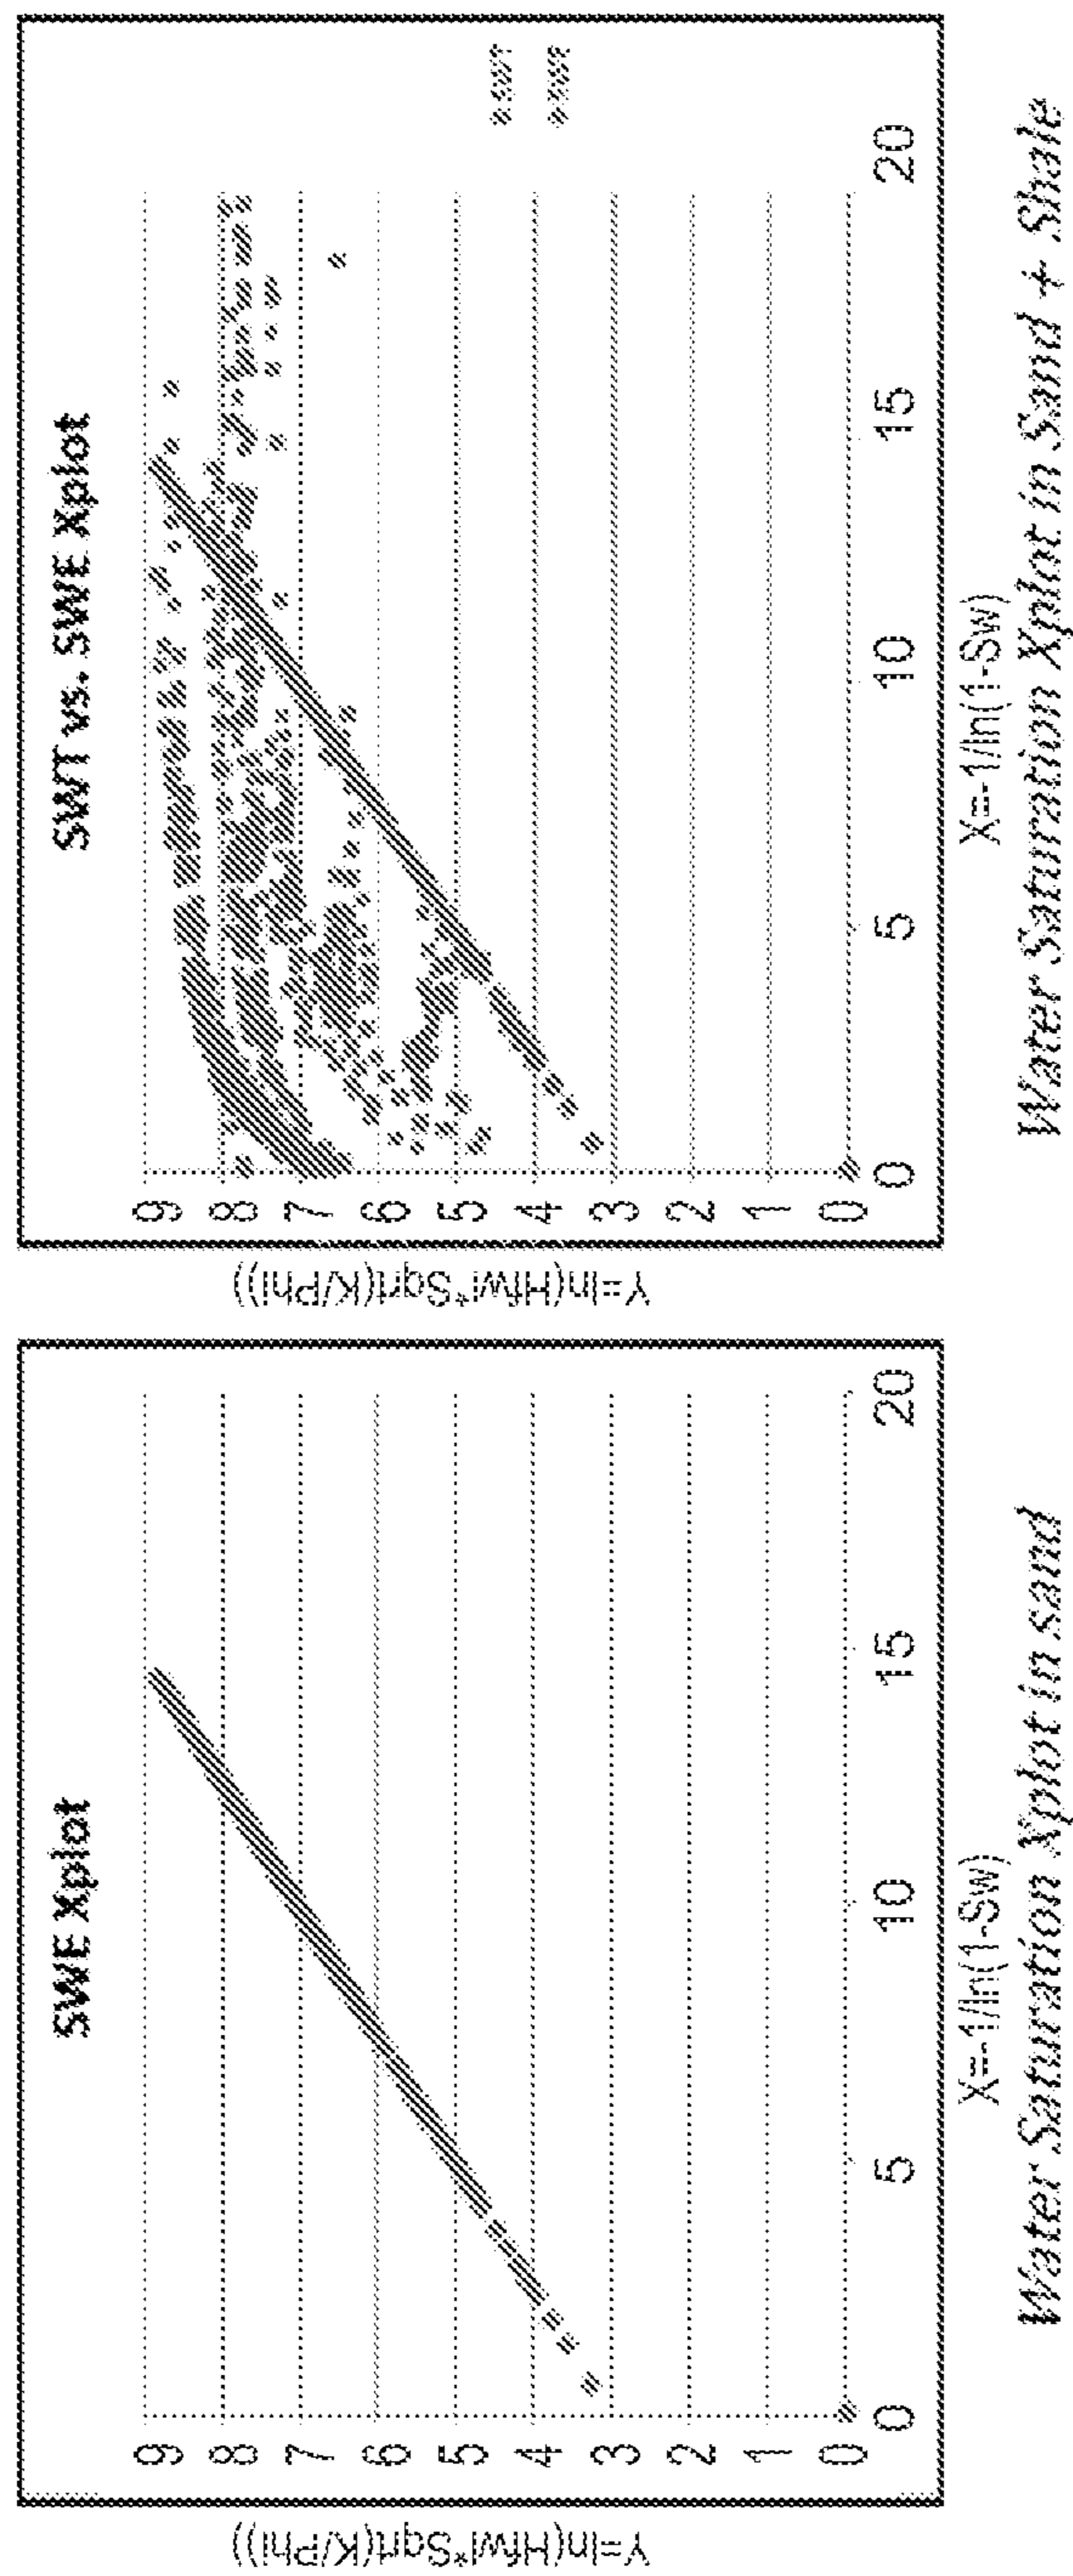 SWE Xplot
Y=ln(Hfwl*Sqrt(K/Phi))
9
8
7
6
5
4
3
2
1
0
0 5 10 15 20
X=-1/ln(1-Sw)
Water Saturation Xplot in sand
SWT vs. SWE Xplot
Y=ln(Hfwl*Sqrt(K/Phi))
9
8
7
6
5
4
3
2
1
0
0 5 10 15 20
SWT
SWE
X=-1/ln(1-Sw)
Water Saturation Xplot in Sand + Shale